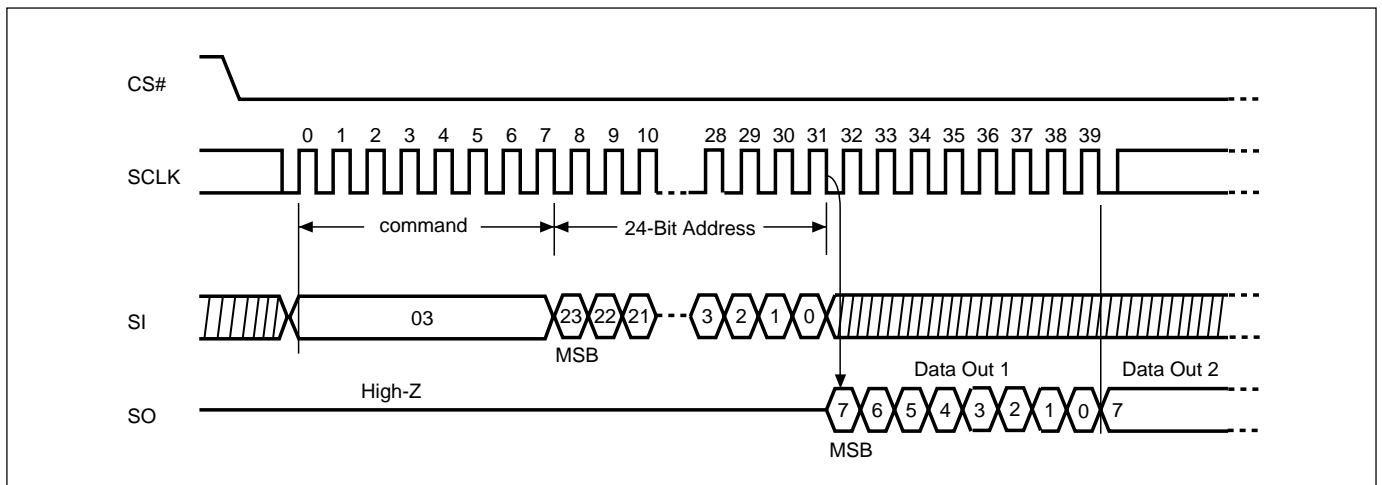 CS#
0 1 2 3 4 5 6 7 8 9 10 28 29 30 31 32 33 34 35 36 37 38 39
SCLK
command 24-Bit Address
SI 03 23 22 21 3 2 1 0
MSB
Data Out 1 Data Out 2
High-Z
SO 7 6 5 4 3 2 1 0 7
MSB